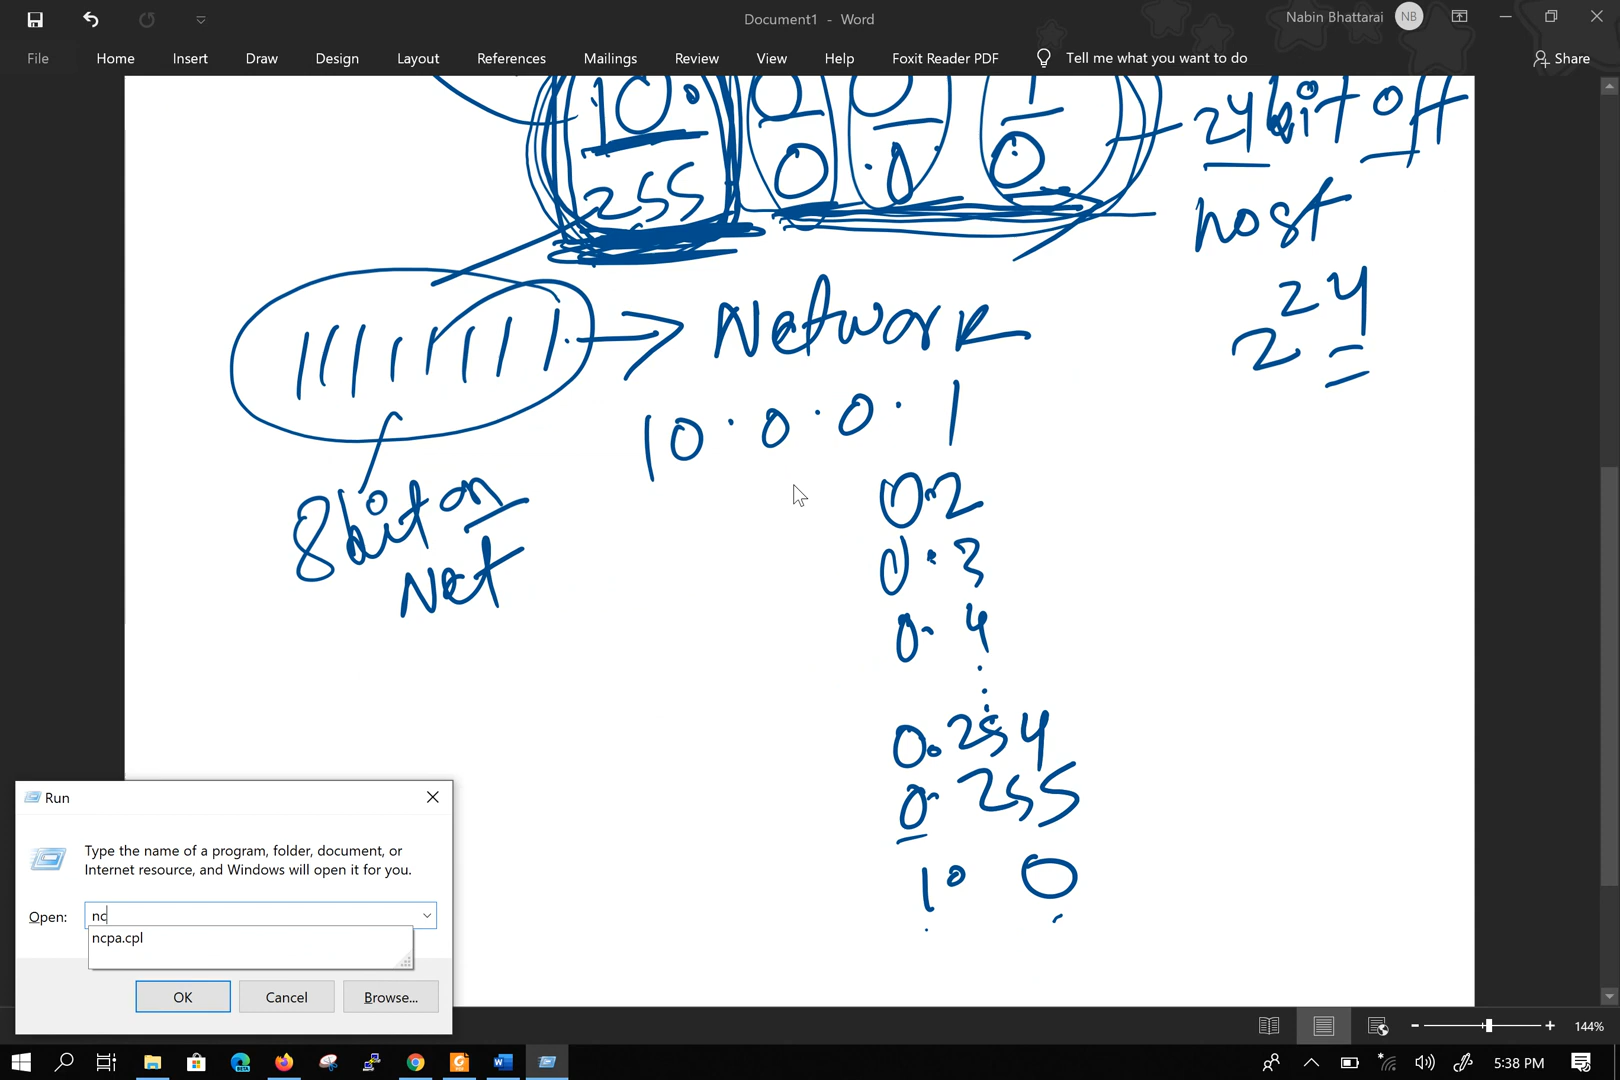 Document1 - Word
Nabin Bhattarai NB
File Home Insert Draw Design Layout References Mailings Review View Help Foxit Reader PDF Tell me what you want to do Share
10. 0 0 1
255 0 .0. 0
24 bit off
host
2 24
Network
10.0.0.1
8 bit on
Net
0.2
0.3
0.4
0.254
0.255
1.0
Run
Type the name of a program, folder, document, or
Internet resource, and Windows will open it for you.
Open: nc
ncpa.cpl
OK Cancel Browse...
144%
BETA
5:38 PM